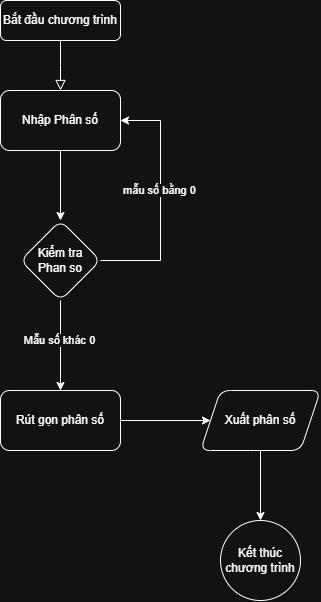 Bắt đầu chương trình
Nhập Phân số
mẫu số bằng 0
Kiểm tra
Phan so
Mẫu số khác 0
Rút gọn phân số
Xuất phân số
Kết thúc
chương trình